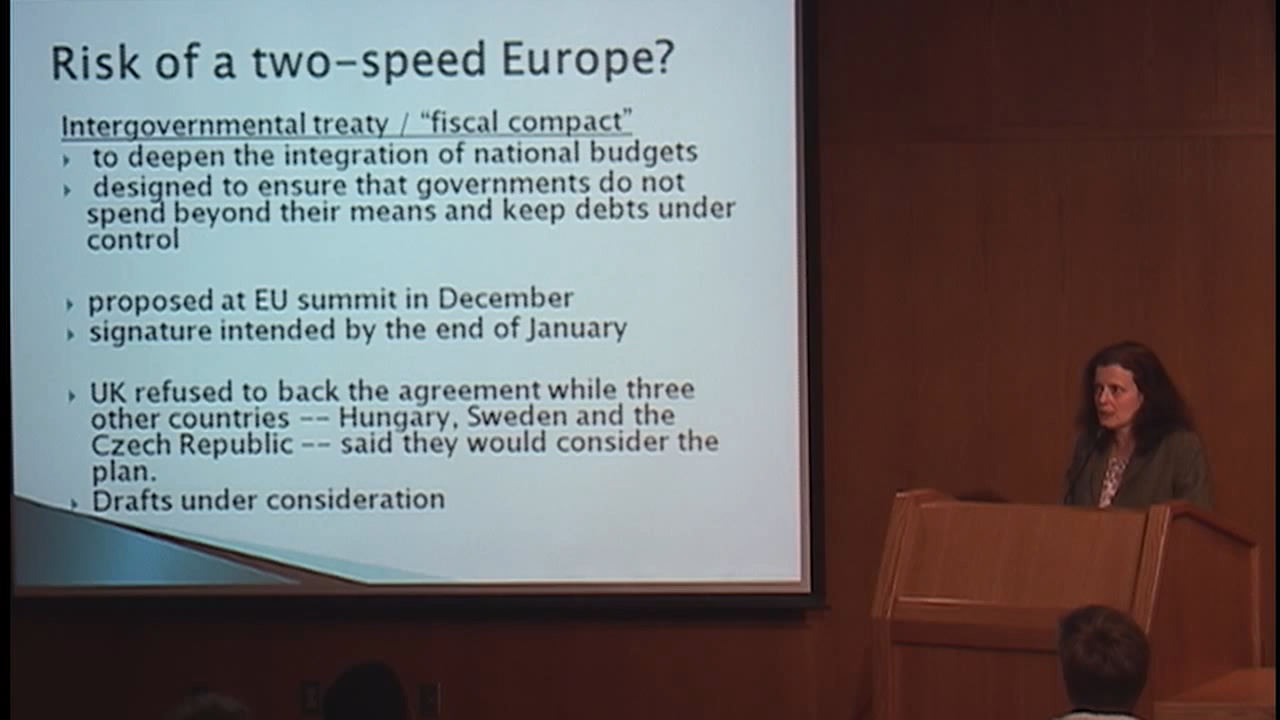 Risk of a two-speed Europe?
Intergovernmental treaty / “fiscal compact”
to deepen the integration of national budgets
designed to ensure that governments do not
spend beyond their means and keep debts under
control
proposed at EU summit in December
signature intended by the end of January
UK refused to back the agreement while three
other countries -- Hungary, Sweden and the
Czech Republic -- said they would consider the
plan.
Drafts under consideration